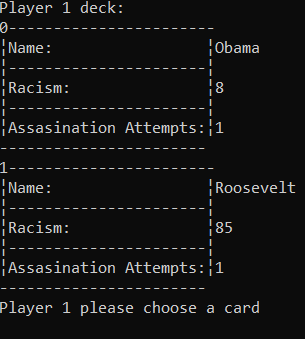 Player 1 deck:
0-----------------------
¦Name:                ¦Obama
¦---------------------¦
¦Racism:              ¦8
¦---------------------¦
¦Assasination Attempts:¦1
----------------------
1-----------------------
¦Name:                ¦Roosevelt
¦---------------------¦
¦Racism:              ¦85
¦---------------------¦
¦Assasination Attempts:¦1
----------------------
Player 1 please choose a card